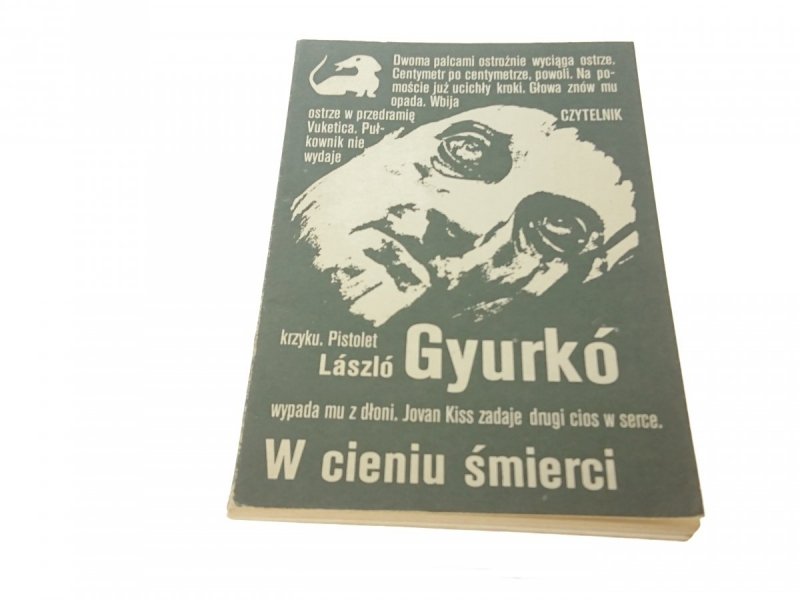 Dwoma palcami ostrożnie wyciąga ostrze.
Centymetr po centymetrze, powoli. Na po-
moście już ucichły kroki. Głowa znów mu
opada. Wbija
ostrze w przedramię
Vuketica. Puł-
kownik nie
wydaje
CZYTELNIK
krzyku. Pistolet
László Gyurkó
wypada mu z dłoni. Jovan Kiss zadaje drugi cios w serce.
W cieniu śmierci